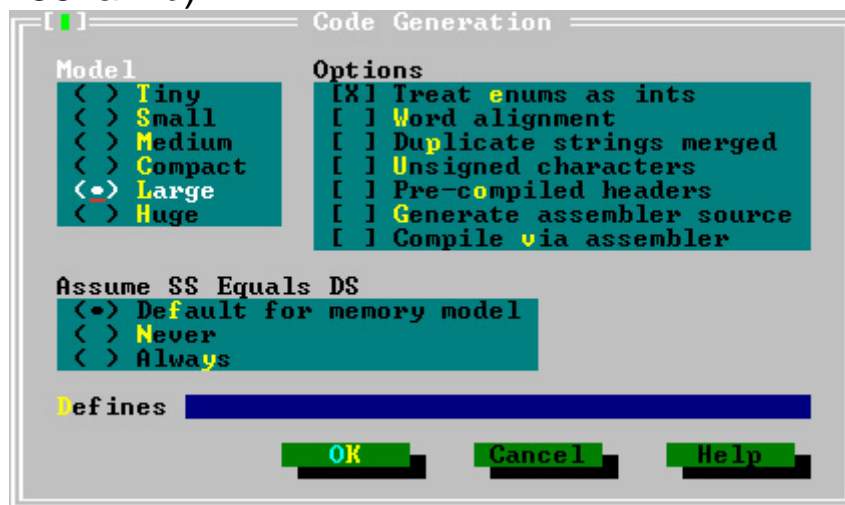 [ ] Code Generation
Model
( ) Tiny
( ) Small
( ) Medium
( ) Compact
(•) Large
( ) Huge
Options
[X] Treat enums as ints
[ ] Word alignment
[ ] Duplicate strings merged
[ ] Unsigned characters
[ ] Pre-compiled headers
[ ] Generate assembler source
[ ] Compile via assembler
Assume SS Equals DS
(•) Default for memory model
( ) Never
( ) Always
Defines
OK Cancel Help